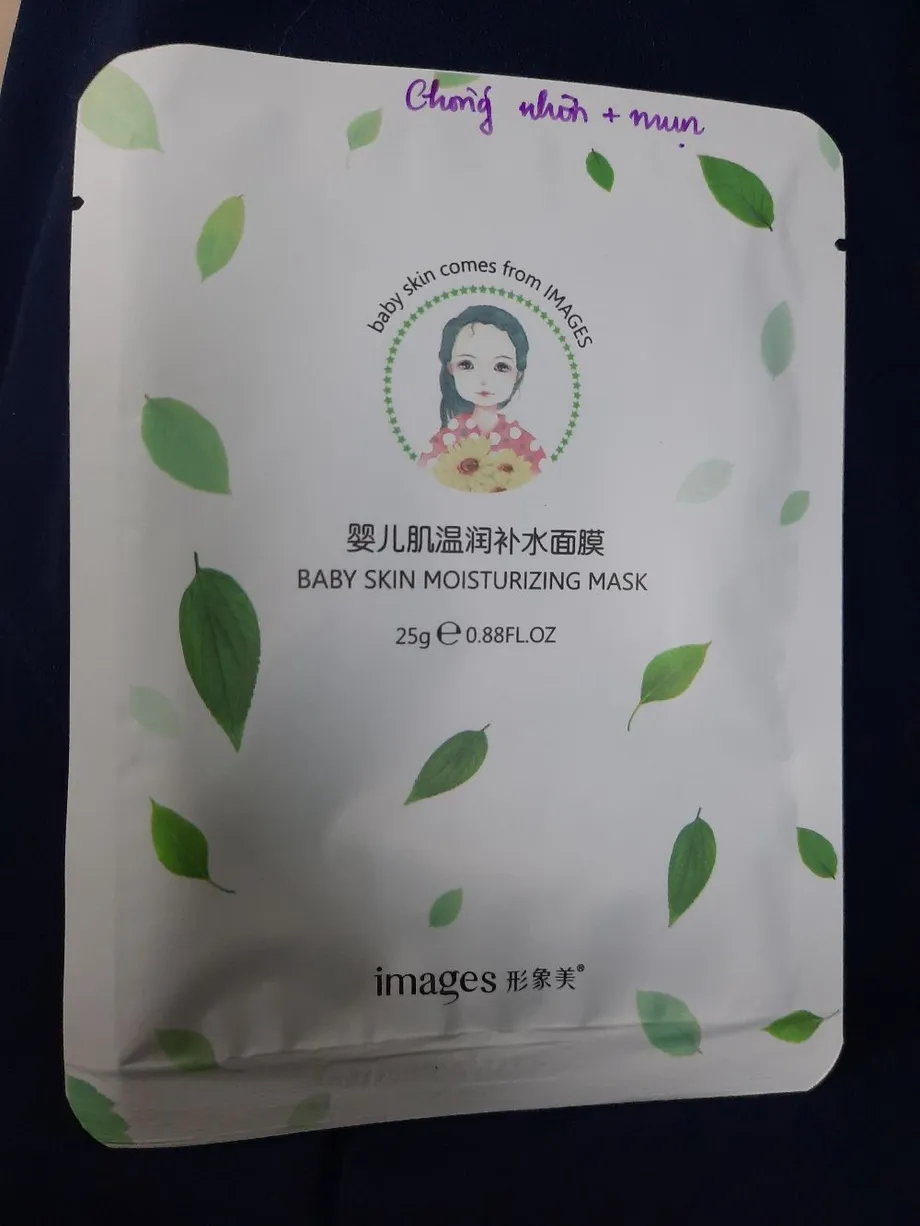 Chống nhờn + mụn
baby skin comes from IMAGES
婴儿肌温润补水面膜
BABY SKIN MOISTURIZING MASK
25g ℮ 0.88FL.OZ
images 形象美®